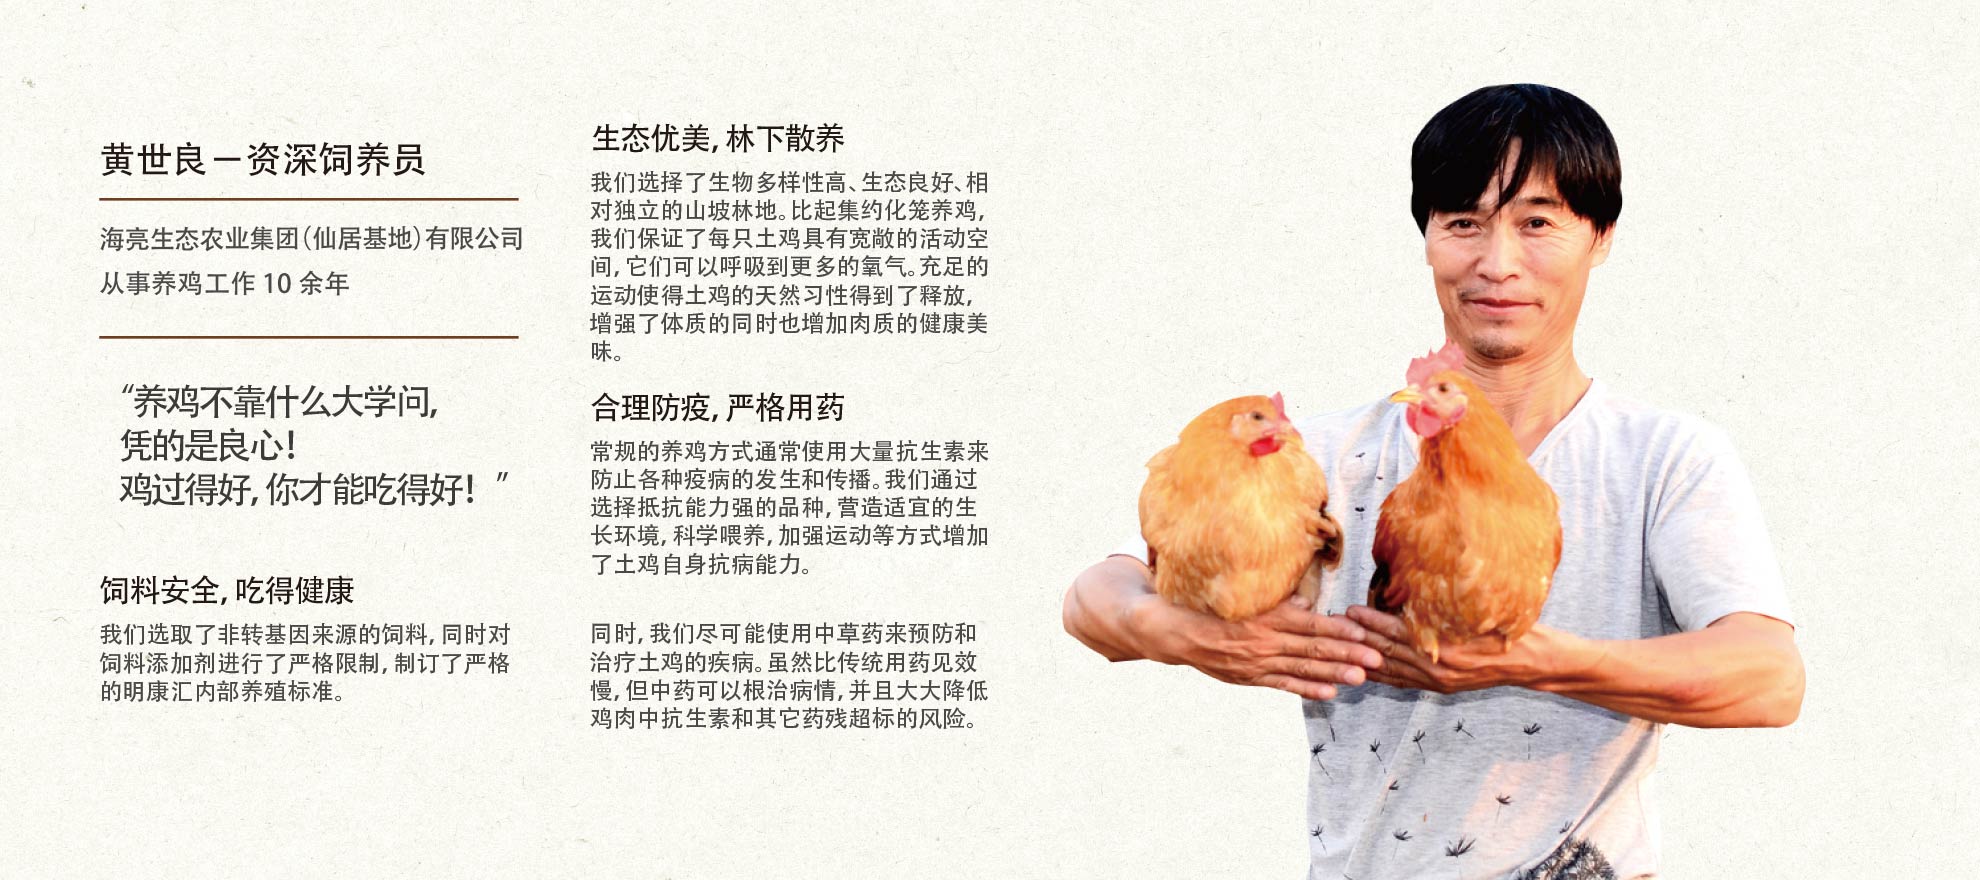 黄世良－资深饲养员
海亮生态农业集团（仙居基地）有限公司
从事养鸡工作 10 余年
“养鸡不靠什么大学问，
凭的是良心！
鸡过得好，你才能吃得好！”
饲料安全，吃得健康
我们选取了非转基因来源的饲料，同时对
饲料添加剂进行了严格限制，制订了严格
的明康汇内部养殖标准。
生态优美，林下散养
我们选择了生物多样性高、生态良好、相
对独立的山坡林地。比起集约化笼养鸡，
我们保证了每只土鸡具有宽敞的活动空
间，它们可以呼吸到更多的氧气。充足的
运动使得土鸡的天然习性得到了释放，
增强了体质的同时也增加肉质的健康美
味。
合理防疫，严格用药
常规的养鸡方式通常使用大量抗生素来
防止各种疫病的发生和传播。我们通过
选择抵抗能力强的品种，营造适宜的生
长环境，科学喂养，加强运动等方式增加
了土鸡自身抗病能力。
同时，我们尽可能使用中草药来预防和
治疗土鸡的疾病。虽然比传统用药见效
慢，但中药可以根治病情，并且大大降低
鸡肉中抗生素和其它药残超标的风险。